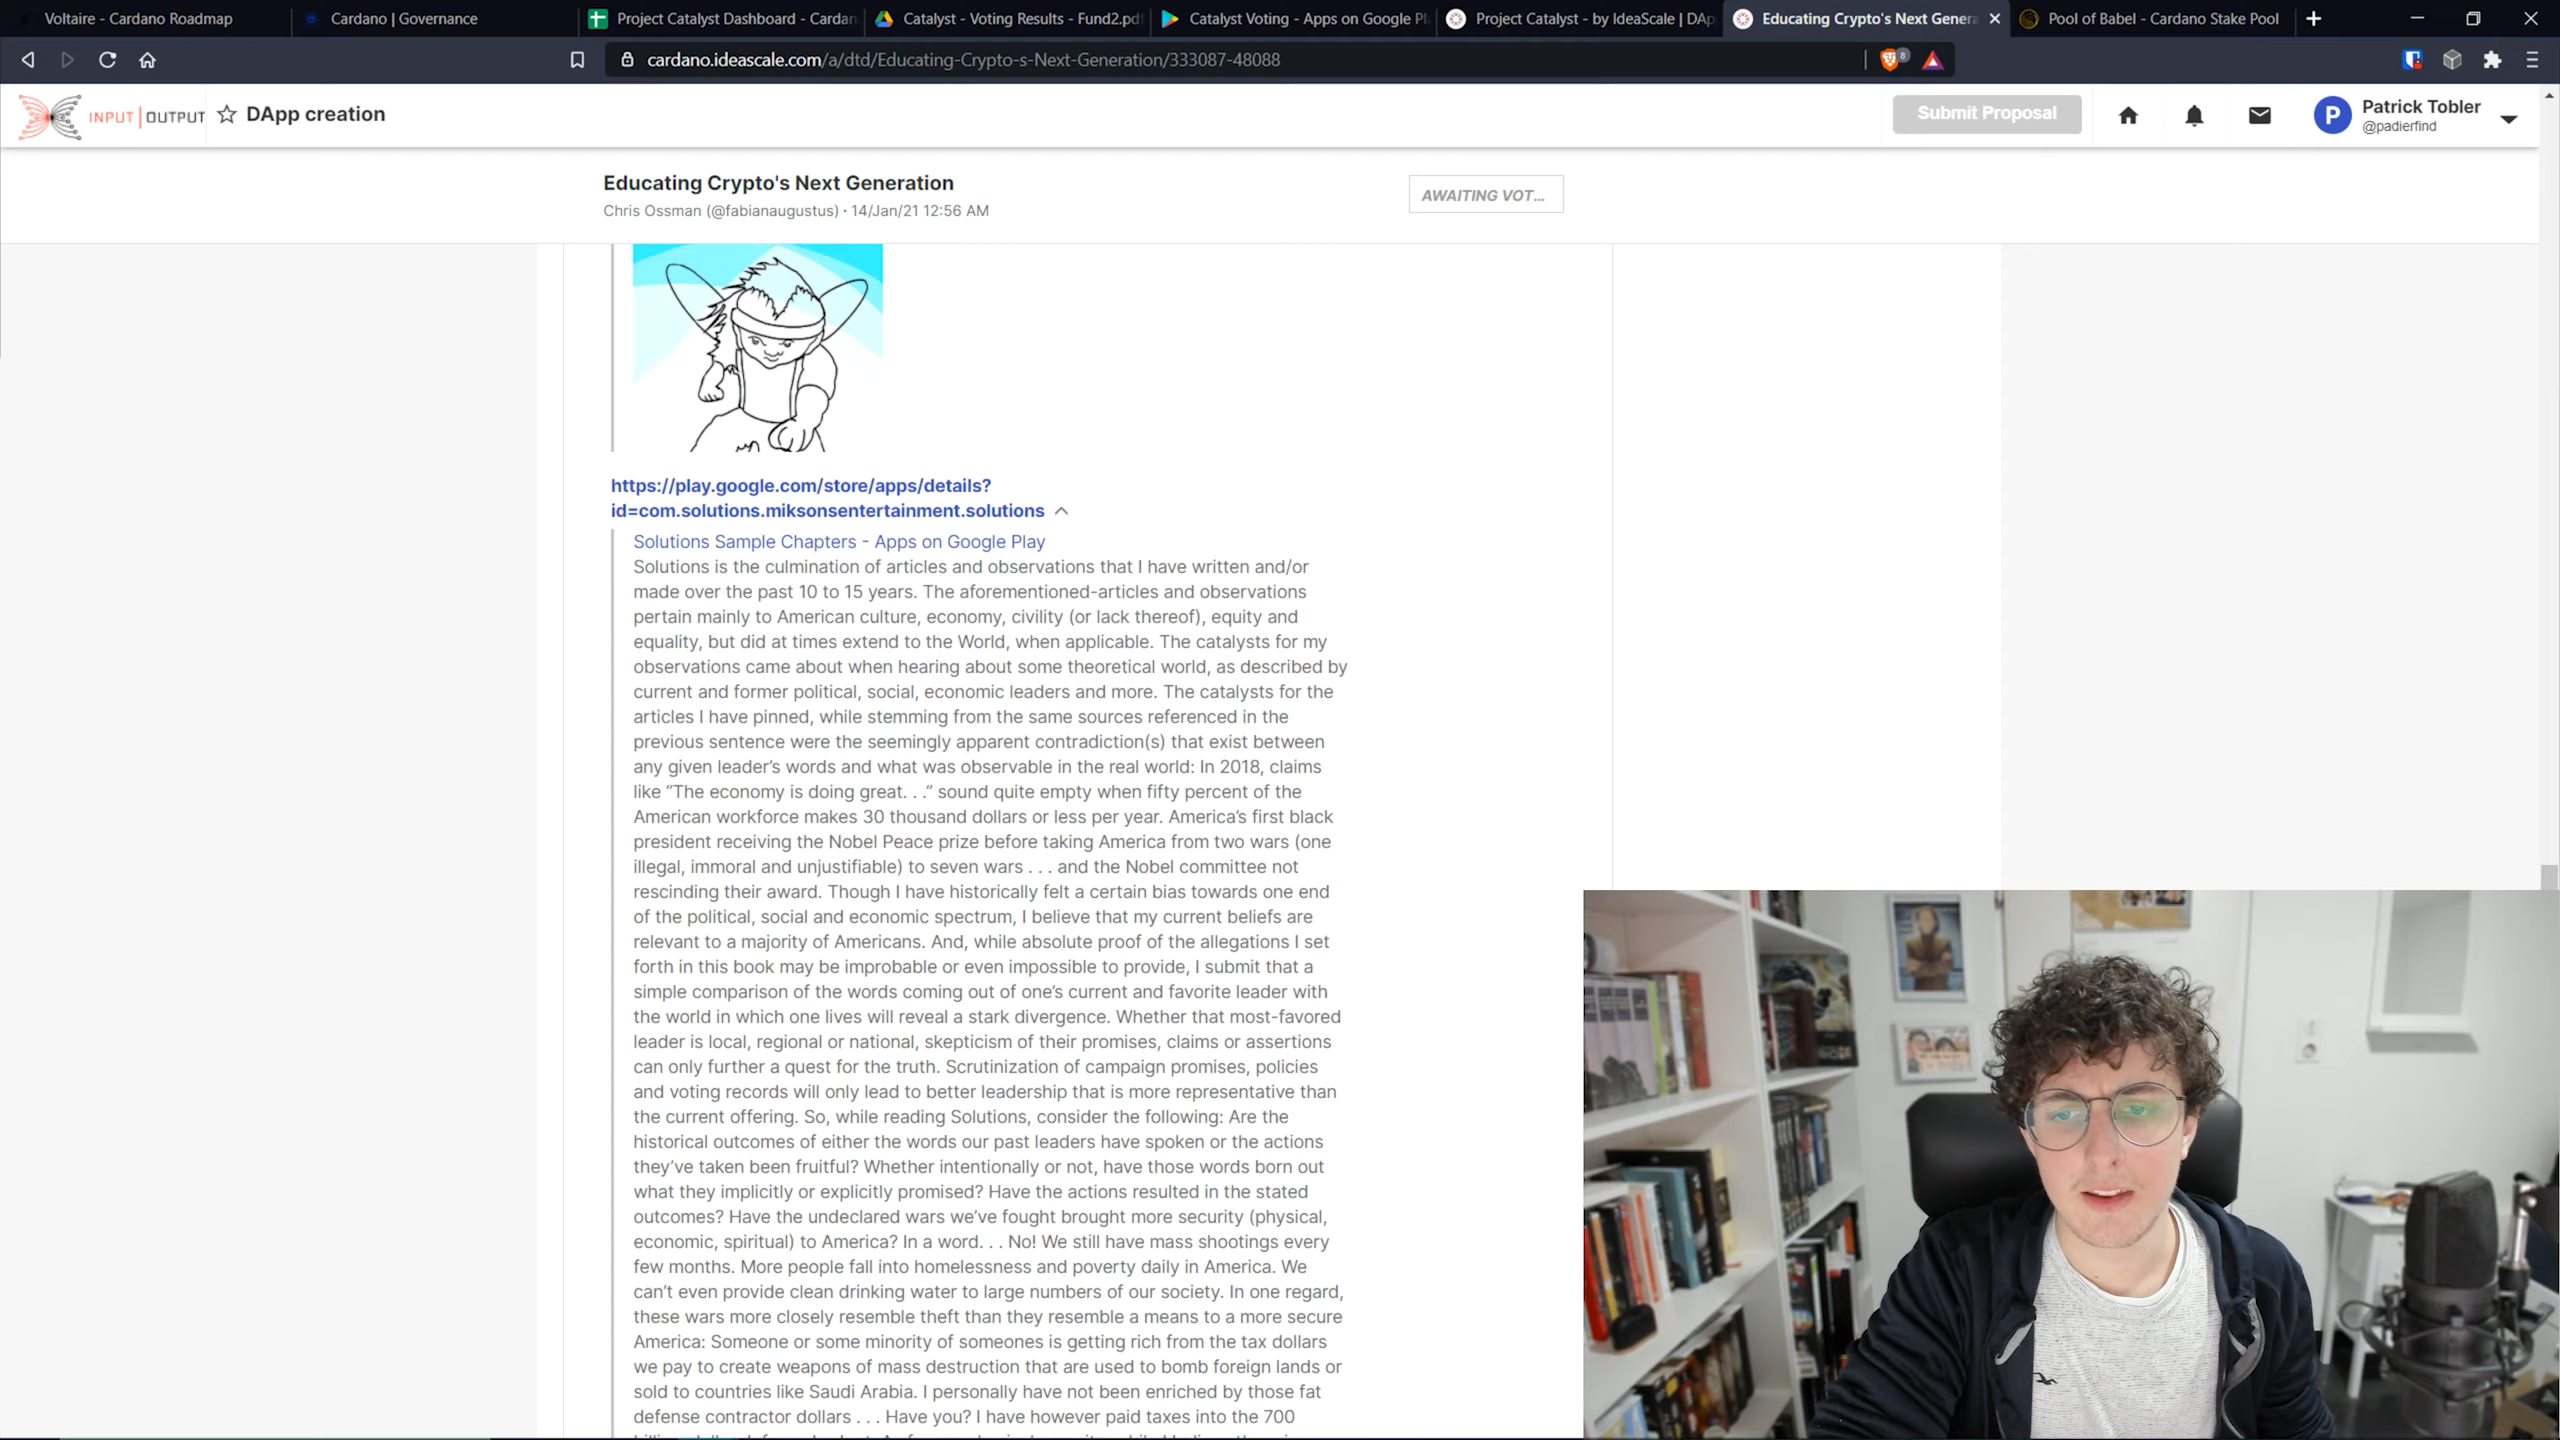 Voltaire - Cardano Roadmap
Cardano | Governance
Project Catalyst Dashboard - Cardan
Catalyst - Voting Results - Fund2.pdf
Catalyst Voting - Apps on Google Pl
Project Catalyst - by IdeaScale | DAp
Educating Crypto's Next Genera
Pool of Babel - Cardano Stake Pool
cardano.ideascale.com/a/dtd/Educating-Crypto-s-Next-Generation/333087-48088
8
INPUT | OUTPUT
DApp creation
Submit Proposal
P
Patrick Tobler
@padierfind
Educating Crypto's Next Generation
Chris Ossman (@fabianaugustus) · 14/Jan/21 12:56 AM
AWAITING VOT...
https://play.google.com/store/apps/details?
id=com.solutions.miksonsentertainment.solutions
Solutions Sample Chapters - Apps on Google Play
Solutions is the culmination of articles and observations that I have written and/or
made over the past 10 to 15 years. The aforementioned-articles and observations
pertain mainly to American culture, economy, civility (or lack thereof), equity and
equality, but did at times extend to the World, when applicable. The catalysts for my
observations came about when hearing about some theoretical world, as described by
current and former political, social, economic leaders and more. The catalysts for the
articles I have pinned, while stemming from the same sources referenced in the
previous sentence were the seemingly apparent contradiction(s) that exist between
any given leader's words and what was observable in the real world: In 2018, claims
like “The economy is doing great. . .” sound quite empty when fifty percent of the
American workforce makes 30 thousand dollars or less per year. America's first black
president receiving the Nobel Peace prize before taking America from two wars (one
illegal, immoral and unjustifiable) to seven wars . . . and the Nobel committee not
rescinding their award. Though I have historically felt a certain bias towards one end
of the political, social and economic spectrum, I believe that my current beliefs are
relevant to a majority of Americans. And, while absolute proof of the allegations I set
forth in this book may be improbable or even impossible to provide, I submit that a
simple comparison of the words coming out of one's current and favorite leader with
the world in which one lives will reveal a stark divergence. Whether that most-favored
leader is local, regional or national, skepticism of their promises, claims or assertions
can only further a quest for the truth. Scrutinization of campaign promises, policies
and voting records will only lead to better leadership that is more representative than
the current offering. So, while reading Solutions, consider the following: Are the
historical outcomes of either the words our past leaders have spoken or the actions
they've taken been fruitful? Whether intentionally or not, have those words born out
what they implicitly or explicitly promised? Have the actions resulted in the stated
outcomes? Have the undeclared wars we've fought brought more security (physical,
economic, spiritual) to America? In a word. . . No! We still have mass shootings every
few months. More people fall into homelessness and poverty daily in America. We
can't even provide clean drinking water to large numbers of our society. In one regard,
these wars more closely resemble theft than they resemble a means to a more secure
America: Someone or some minority of someones is getting rich from the tax dollars
we pay to create weapons of mass destruction that are used to bomb foreign lands or
sold to countries like Saudi Arabia. I personally have not been enriched by those fat
defense contractor dollars . . . Have you? I have however paid taxes into the 700